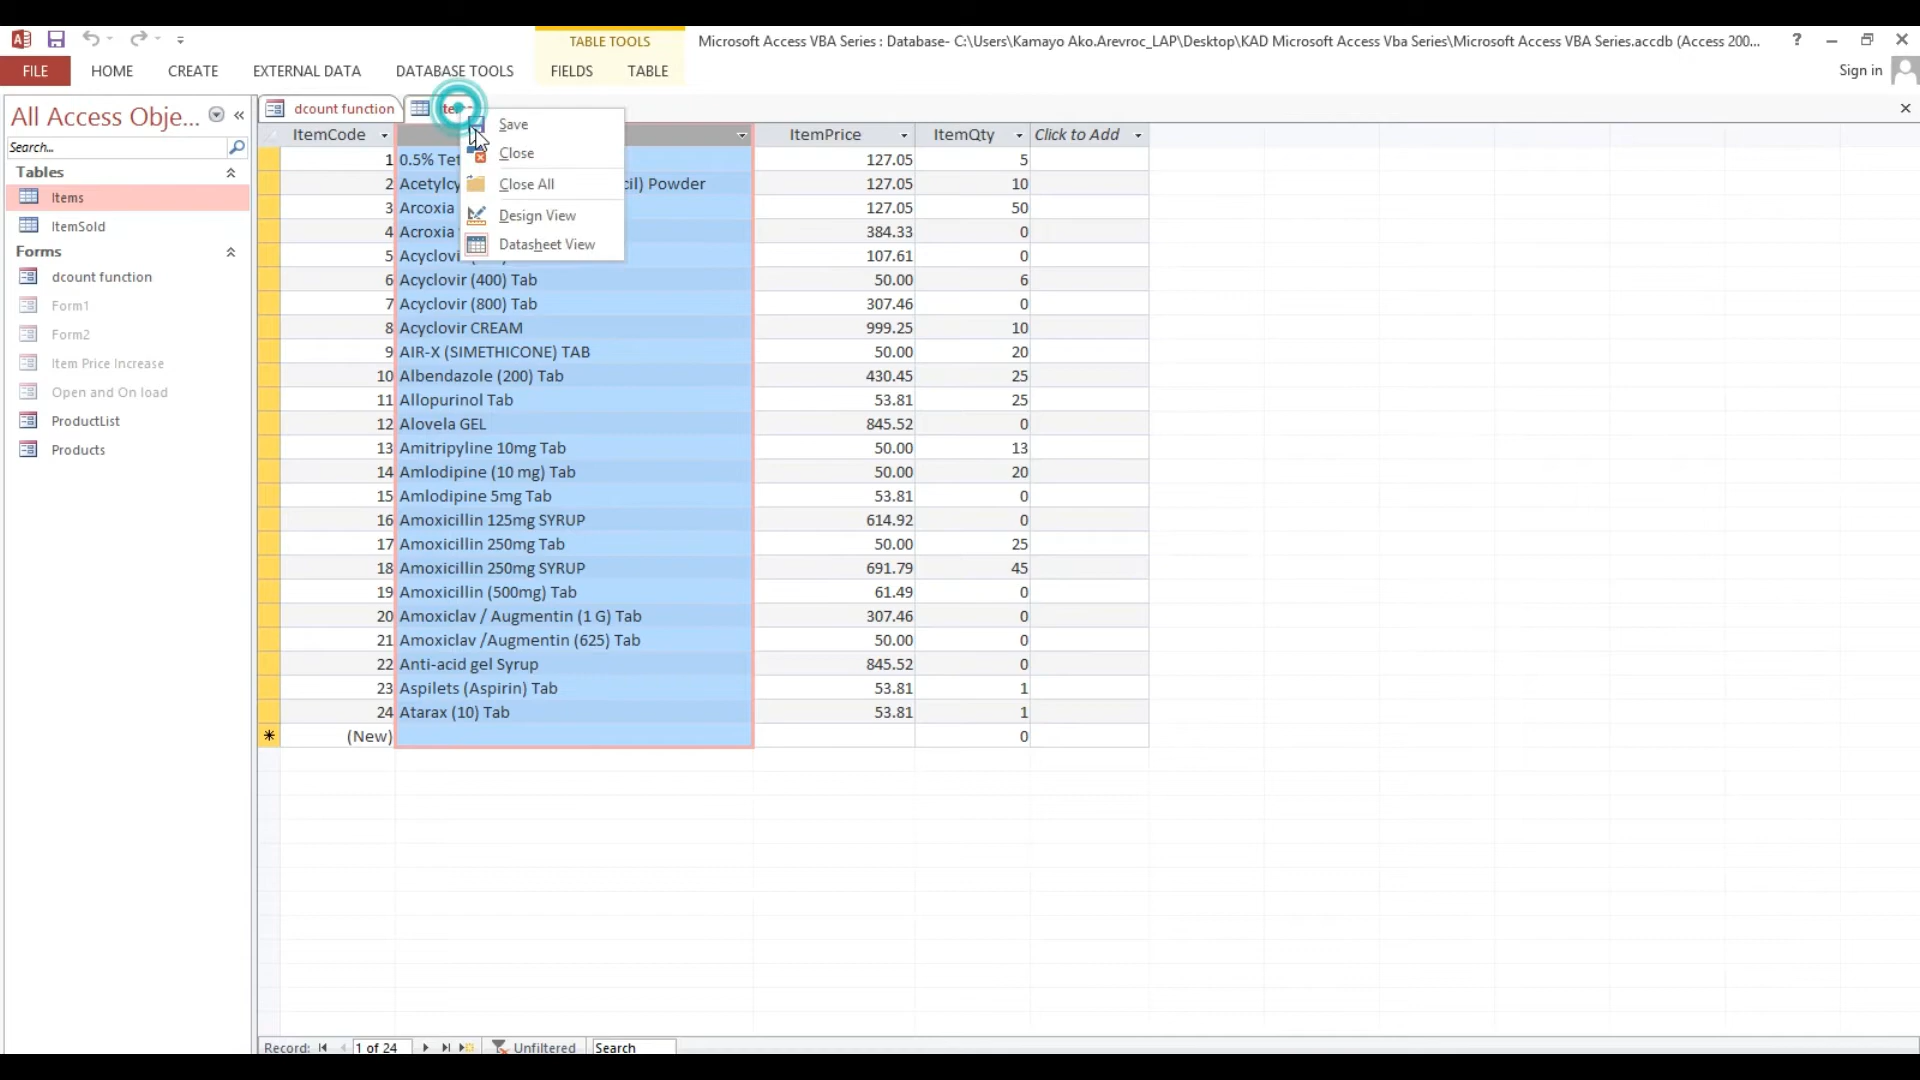 TABLE TOOLS
Microsoft Access VBA Series : Database- C:\Users\Kamayo Ako.Arevroc_LAP\Desktop\KAD Microsoft Access Vba Series\Microsoft Access VBA Series.accdb (Access 200...
?
FILE HOME CREATE EXTERNAL DATA DATABASE TOOLS FIELDS TABLE
Sign in
All Access Obje... «
Search...
Tables
Items
ItemSold
Forms
dcount function
Form1
Form2
Item Price Increase
Open and On load
ProductList
Products
dcount function
Save
Close
Close All
Design View
Datasheet View
ItemCode ItemPrice ItemQty Click to Add
1 0.5% Tet 127.05 5
2 Acetylcy cil) Powder 127.05 10
3 Arcoxia 127.05 50
4 Acroxia 384.33 0
5 Acyclovi 107.61 0
6 Acyclovir (400) Tab 50.00 6
7 Acyclovir (800) Tab 307.46 0
8 Acyclovir CREAM 999.25 10
9 AIR-X (SIMETHICONE) TAB 50.00 20
10 Albendazole (200) Tab 430.45 25
11 Allopurinol Tab 53.81 25
12 Alovela GEL 845.52 0
13 Amitripyline 10mg Tab 50.00 13
14 Amlodipine (10 mg) Tab 50.00 20
15 Amlodipine 5mg Tab 53.81 0
16 Amoxicillin 125mg SYRUP 614.92 0
17 Amoxicillin 250mg Tab 50.00 25
18 Amoxicillin 250mg SYRUP 691.79 45
19 Amoxicillin (500mg) Tab 61.49 0
20 Amoxiclav / Augmentin (1 G) Tab 307.46 0
21 Amoxiclav /Augmentin (625) Tab 50.00 0
22 Anti-acid gel Syrup 845.52 0
23 Aspilets (Aspirin) Tab 53.81 1
24 Atarax (10) Tab 53.81 1
(New) 0
Record: 1 of 24 Unfiltered Search